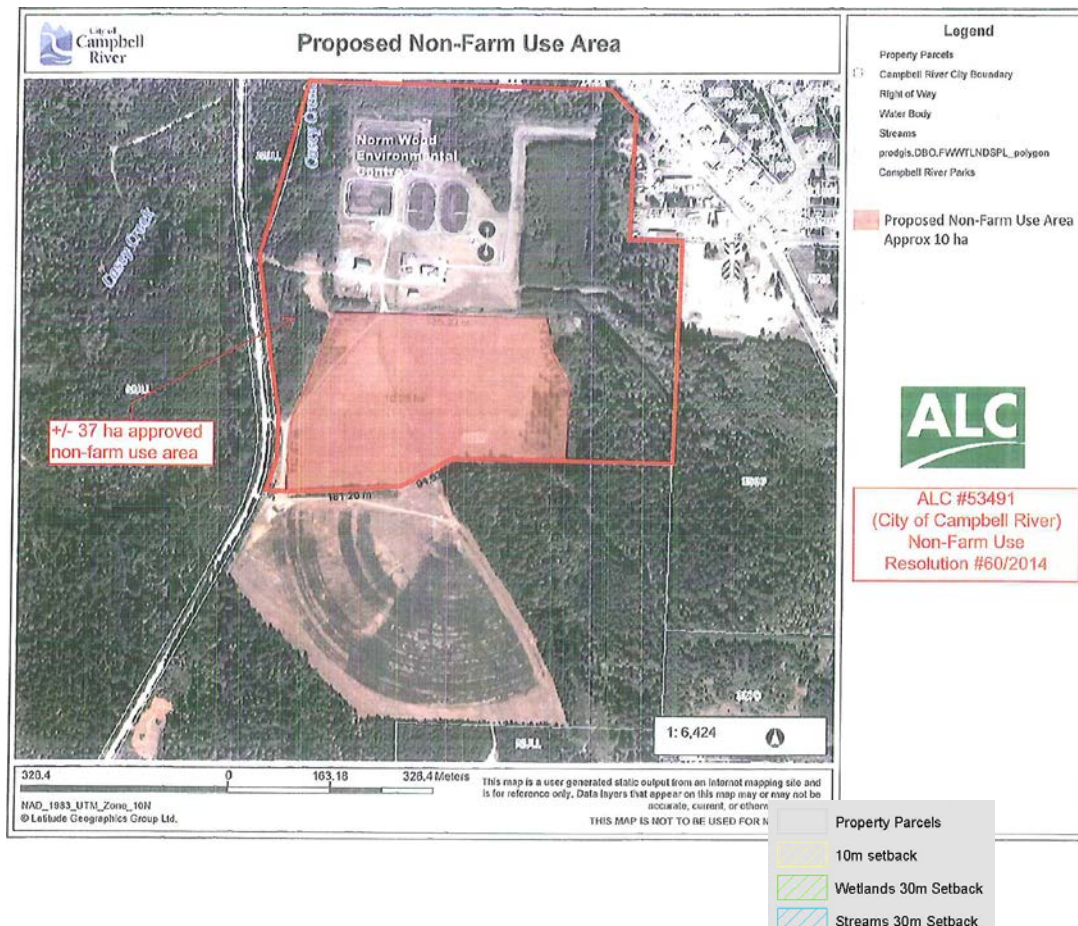 City of
Campbell
River
Proposed Non-Farm Use Area
Legend
Property Parcels
Campbell River City Boundary
Right of Way
Water Body
Streams
prodgis.DBO.FWWTLNDSPL_polygon
Campbell River Parks
Proposed Non-Farm Use Area
Approx 10 ha
Casey Creek
Norm Wood
Environmental
NULL
Casey Creek
NULL
+/- 37 ha approved
non-farm use area
161.20 m
NULL
1: 6,424
ALC
ALC #53491
(City of Campbell River)
Non-Farm Use
Resolution #60/2014
163.18
328.4 Meters
0
NAD_1983_UTM_Zone_10N
© Latitude Geographics Group Ltd.
This map is a user generated static output from an Internet mapping site and
is for reference only. Data layers that appear on this map may or may not be
accurate, current, or
THIS MAP IS NOT TO BE USED FOR
Property Parcels
10m setback
Wetlands 30m Setback
Streams 30m Setback